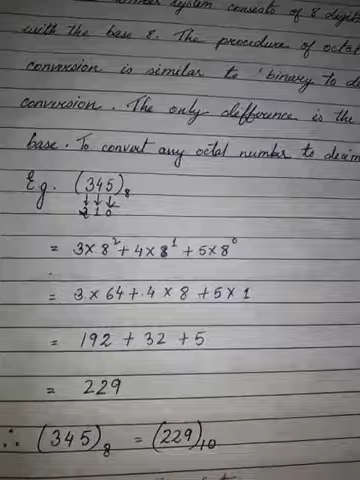 number system consists of 8 digits
with the base 8. The procedure of octal
conversion is similar to 'binary to de
conversion. The only difference is the
base. To convert any octal number to decim
Eg. (345)₈
↓ ↓ ↓
2 1 0
= 3 × 8² + 4 × 8¹ + 5 × 8⁰
= 3 × 64 + 4 × 8 + 5 × 1
= 192 + 32 + 5
= 229
∴ (345)₈ = (229)₁₀